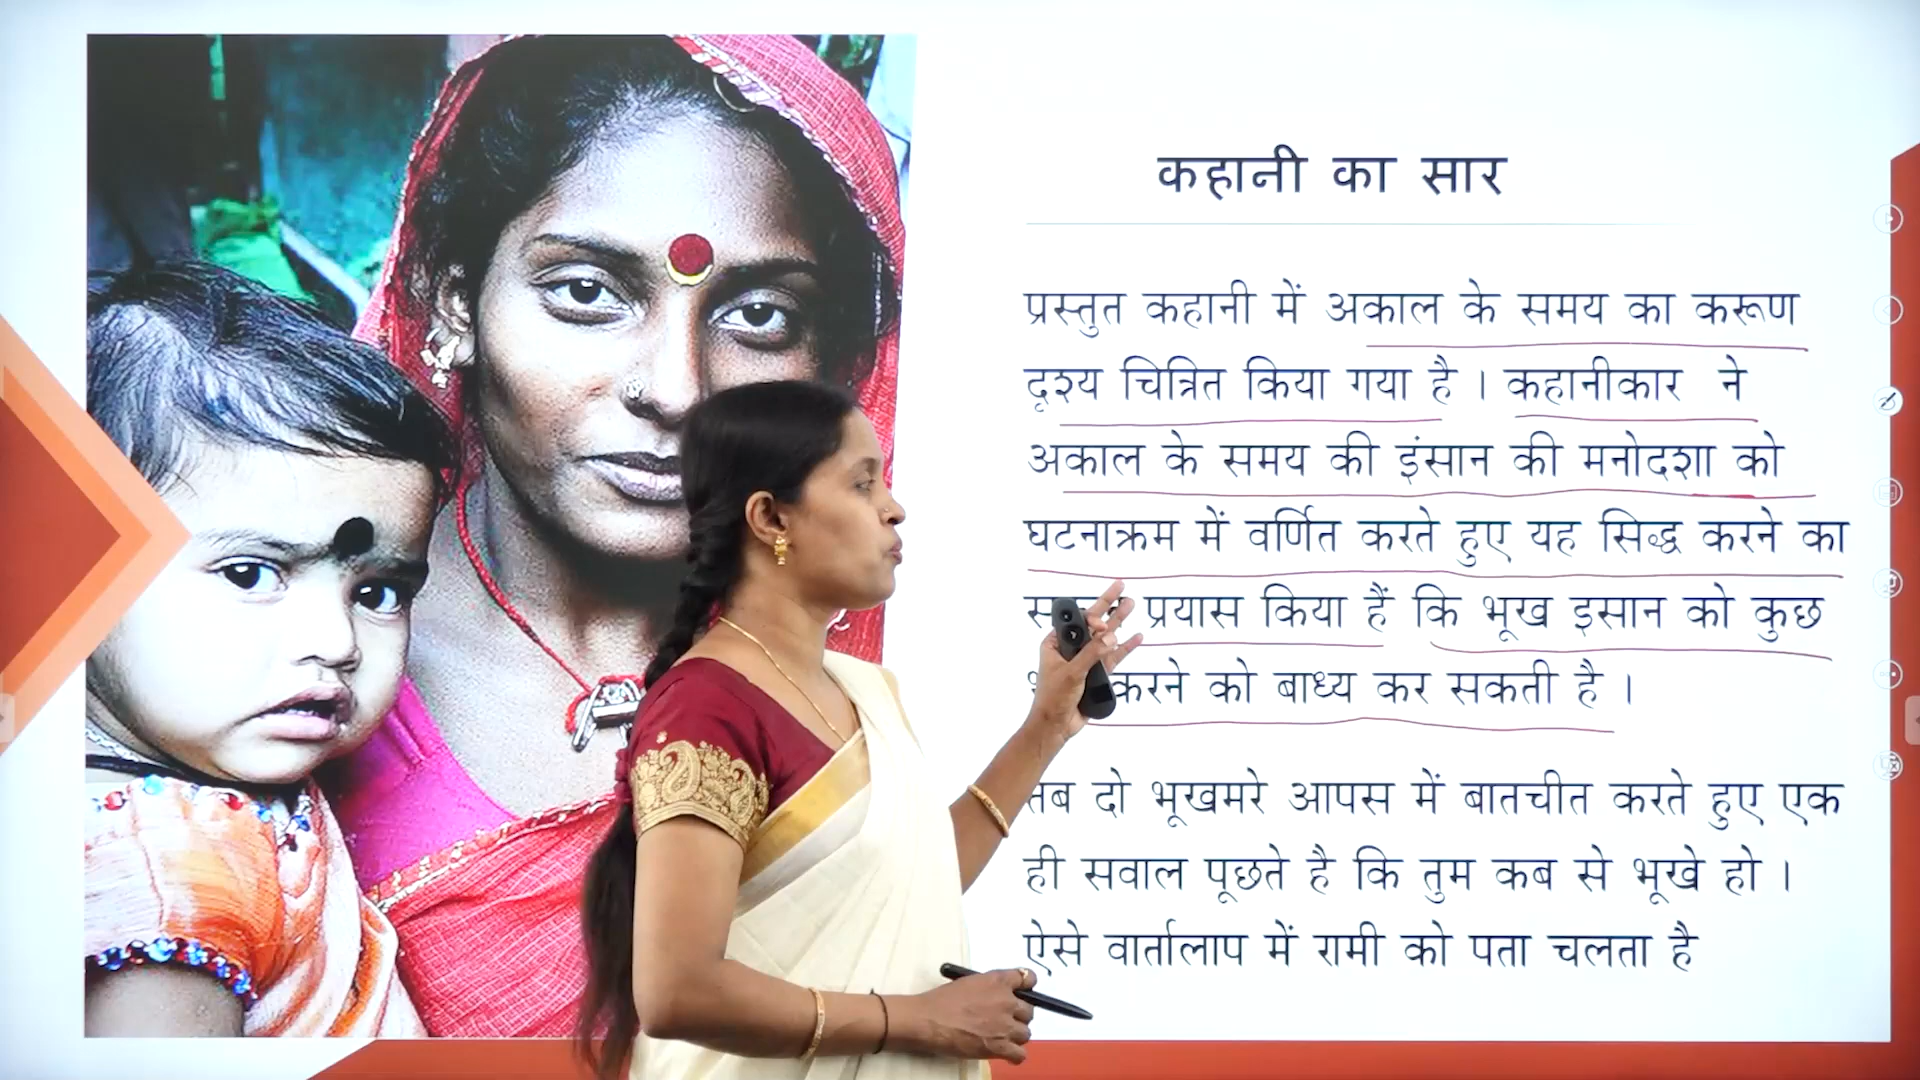 कहानी का सार
प्रस्तुत कहानी में अकाल के समय का करूण
दृश्य चित्रित किया गया है । कहानीकार ने
अकाल के समय की इंसान की मनोदशा को
घटनाक्रम में वर्णित करते हुए यह सिद्ध करने का
प्रयास किया हैं कि भूख इसान को कुछ
करने को बाध्य कर सकती है ।
तब दो भूखमरे आपस में बातचीत करते हुए एक
ही सवाल पूछते है कि तुम कब से भूखे हो ।
ऐसे वार्तालाप में रामी को पता चलता है